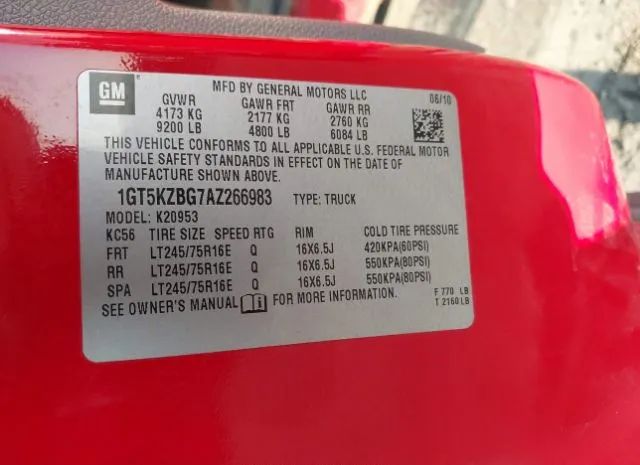 GM
MFD BY GENERAL MOTORS LLC
GVWR GAWR FRT GAWR RR 06/10
4173 KG 2177 KG 2760 KG
9200 LB 4800 LB 6084 LB
THIS VEHICLE CONFORMS TO ALL APPLICABLE U.S. FEDERAL MOTOR
VEHICLE SAFETY STANDARDS IN EFFECT ON THE DATE OF
MANUFACTURE SHOWN ABOVE.
1GT5KZBG7AZ266983 TYPE: TRUCK
MODEL: K20953
KC56 TIRE SIZE SPEED RTG RIM COLD TIRE PRESSURE
FRT LT245/75R16E Q 16X6.5J 420KPA(60PSI)
RR LT245/75R16E Q 16X6.5J 550KPA(80PSI)
SPA LT245/75R16E Q 16X6.5J 550KPA(80PSI)
SEE OWNER'S MANUAL FOR MORE INFORMATION.
F 770 LB
T 2160 LB